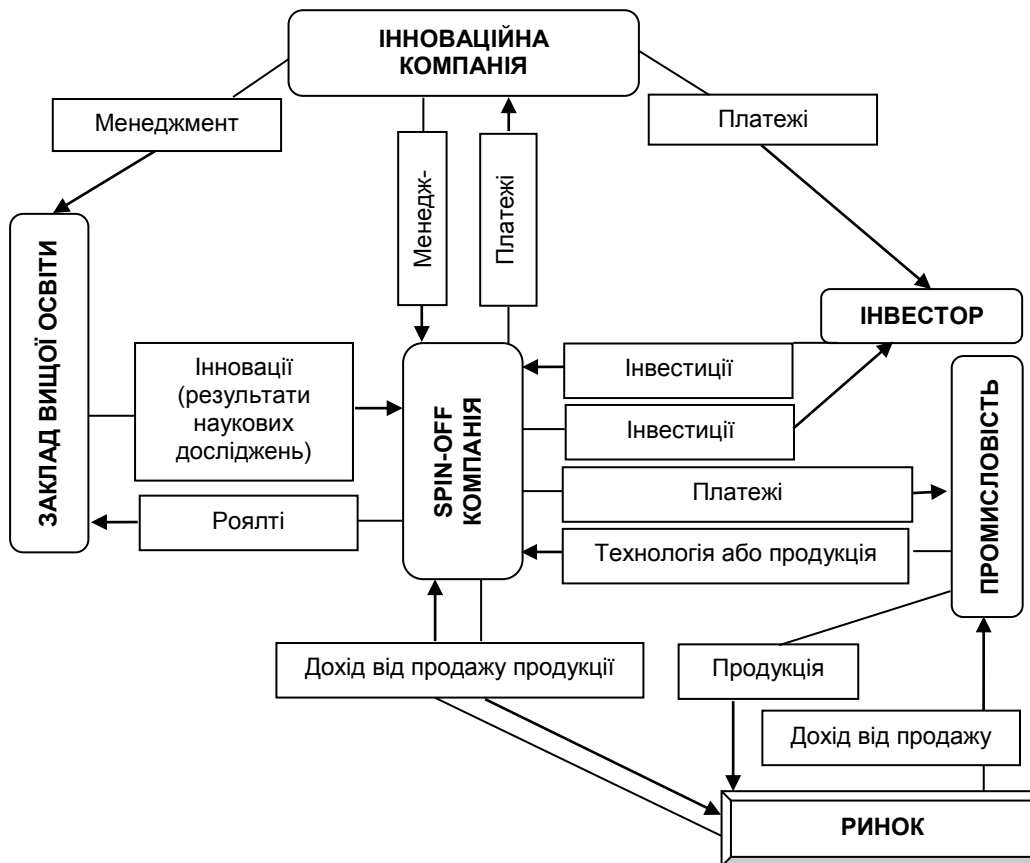 ІННОВАЦІЙНА
КОМПАНІЯ
Менеджмент
Платежі
Менедж-
Платежі
ЗАКЛАД ВИЩОЇ ОСВІТИ
ІНВЕСТОР
Інновації
(результати
наукових
досліджень)
SPIN-OFF
КОМПАНІЯ
Інвестиції
Інвестиції
ПРОМИСЛОВІСТЬ
Платежі
Роялті
Технологія або продукція
Дохід від продажу продукції
Продукція
Дохід від продажу
РИНОК